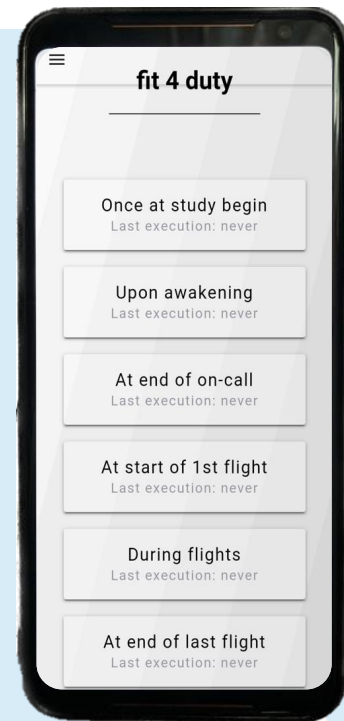 fit 4 duty
Once at study begin
Last execution: never
Upon awakening
Last execution: never
At end of on-call
Last execution: never
At start of 1st flight
Last execution: never
During flights
Last execution: never
At end of last flight
Last execution: never